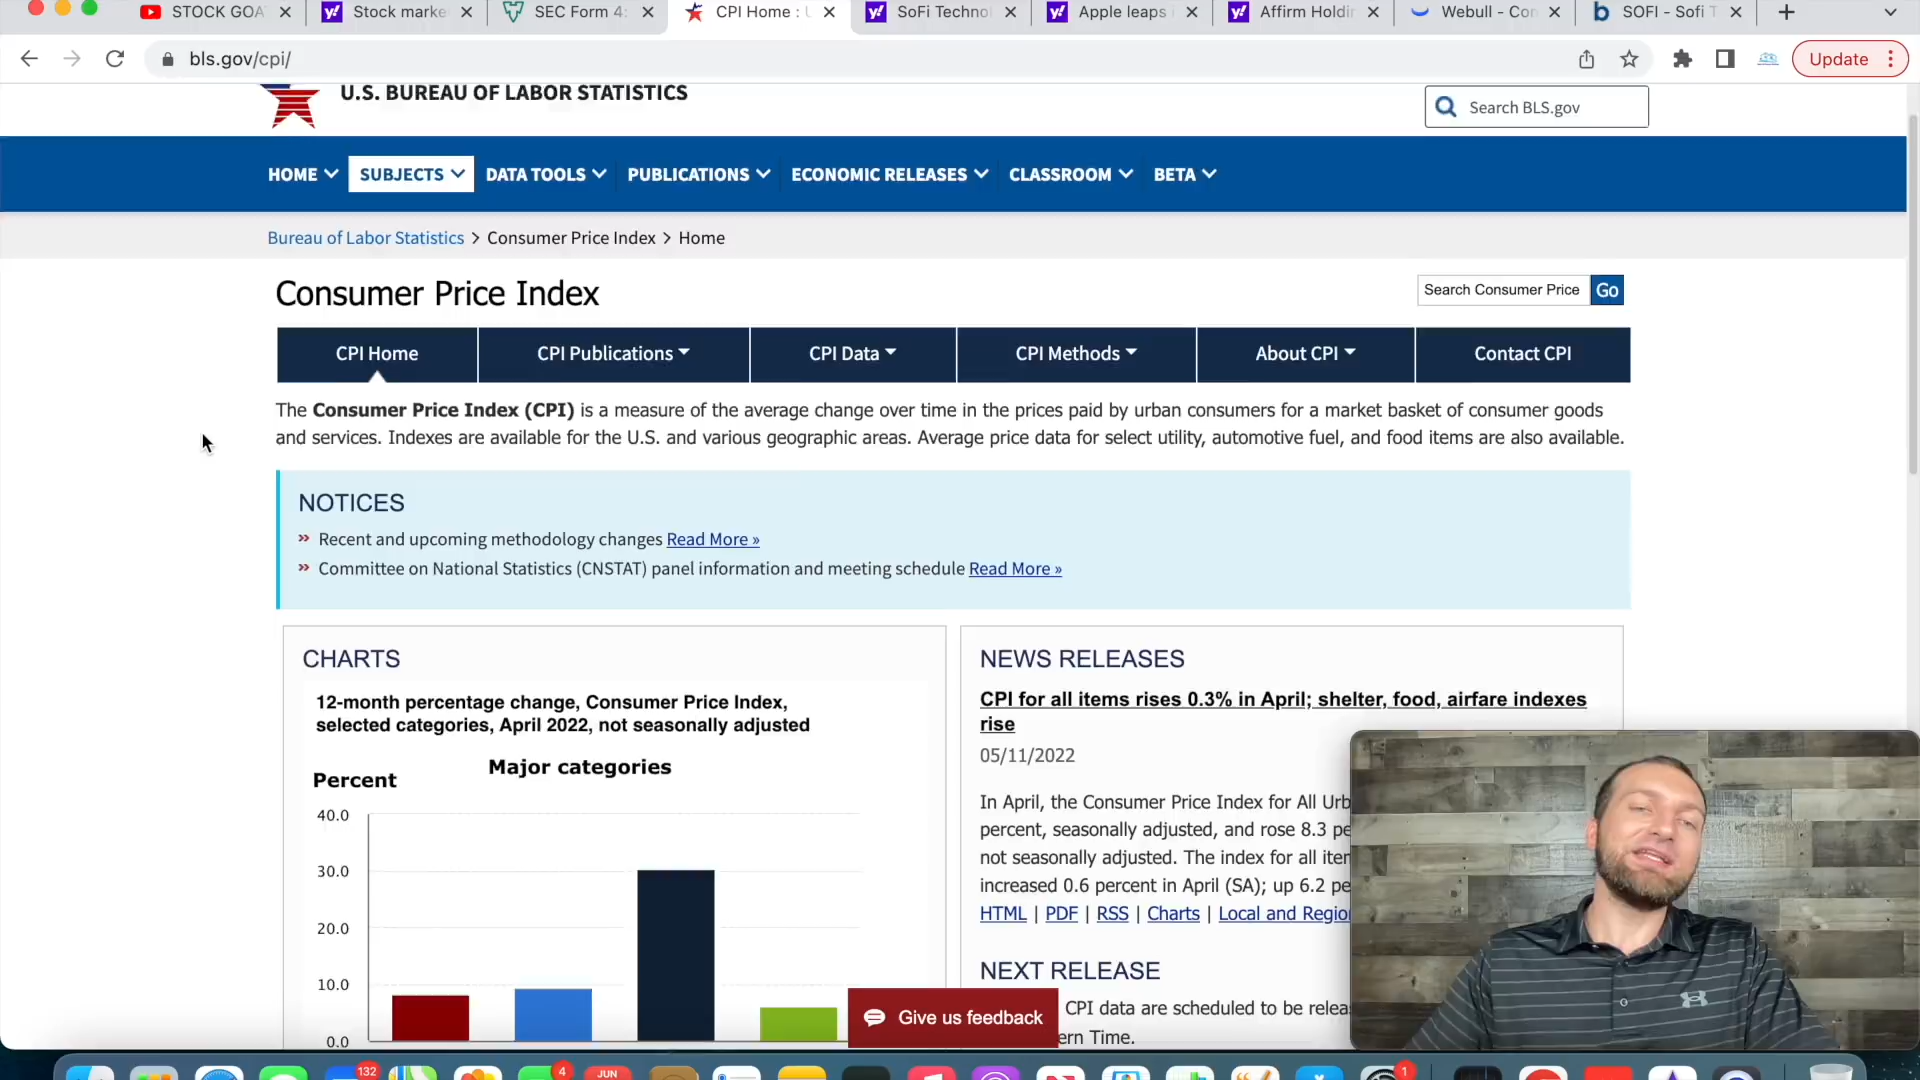 STOCK GOA
Stock marke
SEC Form 4:
CPI Home : U
SoFi Techno
Apple leaps
Affirm Holdi
Webull - Con
SOFI - Sofi T
bls.gov/cpi/
Update
U.S. BUREAU OF LABOR STATISTICS
Search BLS.gov
HOME SUBJECTS DATA TOOLS PUBLICATIONS ECONOMIC RELEASES CLASSROOM BETA
Bureau of Labor Statistics > Consumer Price Index > Home
Consumer Price Index
Search Consumer Price Go
CPI Home CPI Publications CPI Data CPI Methods About CPI Contact CPI
The Consumer Price Index (CPI) is a measure of the average change over time in the prices paid by urban consumers for a market basket of consumer goods
and services. Indexes are available for the U.S. and various geographic areas. Average price data for select utility, automotive fuel, and food items are also available.
NOTICES
Recent and upcoming methodology changes Read More »
Committee on National Statistics (CNSTAT) panel information and meeting schedule Read More »
CHARTS
12-month percentage change, Consumer Price Index,
selected categories, April 2022, not seasonally adjusted
Major categories
Percent
40.0
30.0
20.0
10.0
0.0
NEWS RELEASES
CPI for all items rises 0.3% in April; shelter, food, airfare indexes
rise
05/11/2022
In April, the Consumer Price Index for All Urb
percent, seasonally adjusted, and rose 8.3 pe
not seasonally adjusted. The index for all iter
increased 0.6 percent in April (SA); up 6.2 pe
HTML | PDF | RSS | Charts | Local and Regio
NEXT RELEASE
CPI data are scheduled to be relea
ern Time.
Give us feedback
132
4
JUN
1